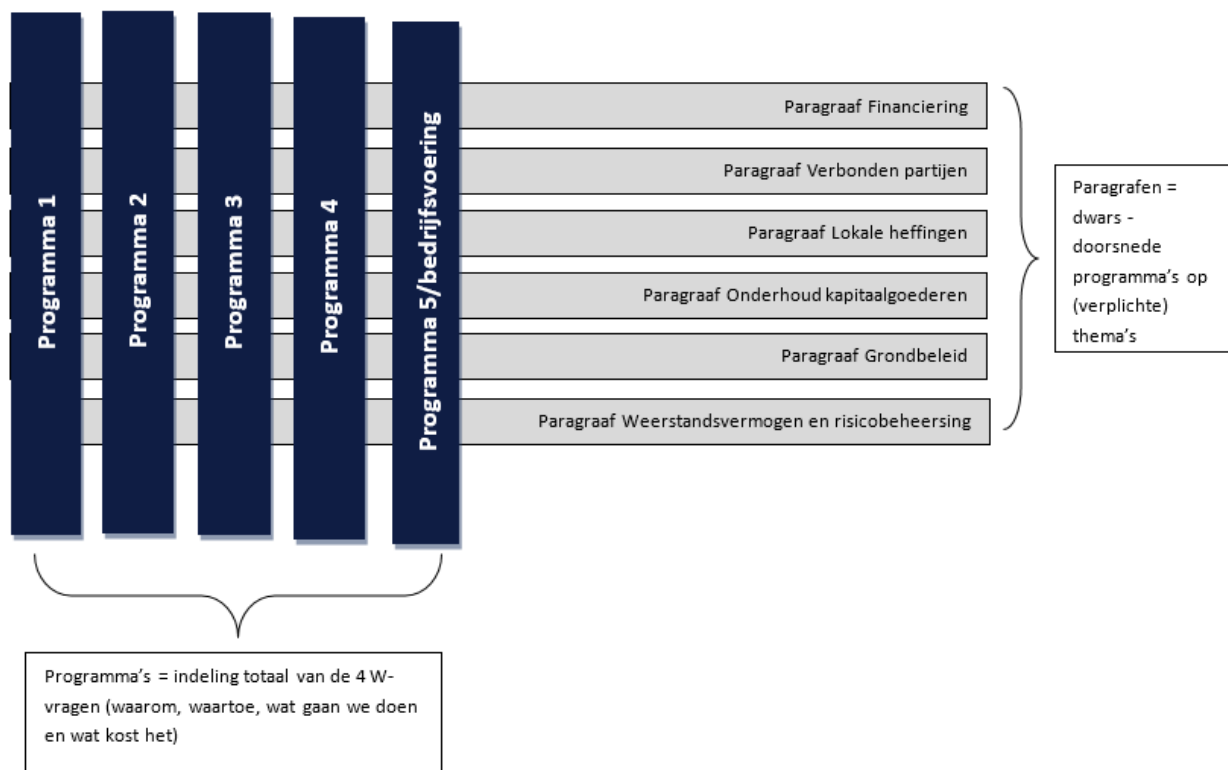 Programma 1
Programma 2
Programma 3
Programma 4
Programma 5/bedrijfsvoering
Paragraaf Financiering
Paragraaf Verbonden partijen
Paragraaf Lokale heffingen
Paragraaf Onderhoud kapitaalgoederen
Paragraaf Grondbeleid
Paragraaf Weerstandsvermogen en risicobeheersing
Paragrafen =
dwars -
doorsnede
programma's op
(verplichte)
thema's
Programma's = indeling totaal van de 4 W-
vragen (waarom, waartoe, wat gaan we doen
en wat kost het)